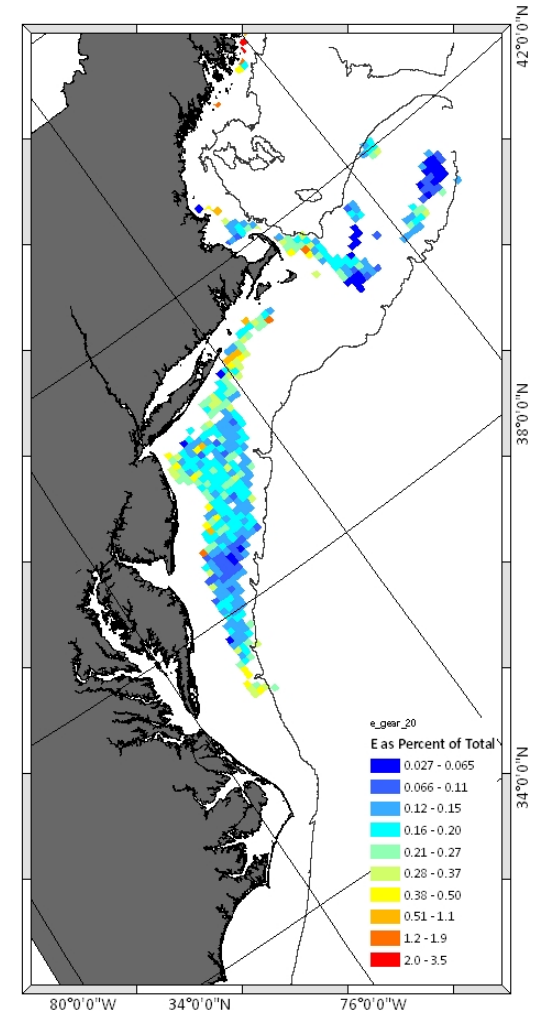 42°0'0"N
38°0'0"N
34°0'0"N
e_gear_20
E as Percent of Total
0.027 - 0.065
0.066 - 0.11
0.12 - 0.15
0.16 - 0.20
0.21 - 0.27
0.28 - 0.37
0.38 - 0.50
0.51 - 1.1
1.2 - 1.9
2.0 - 3.5
80°0'0"W 34°0'0"N 76°0'0"W